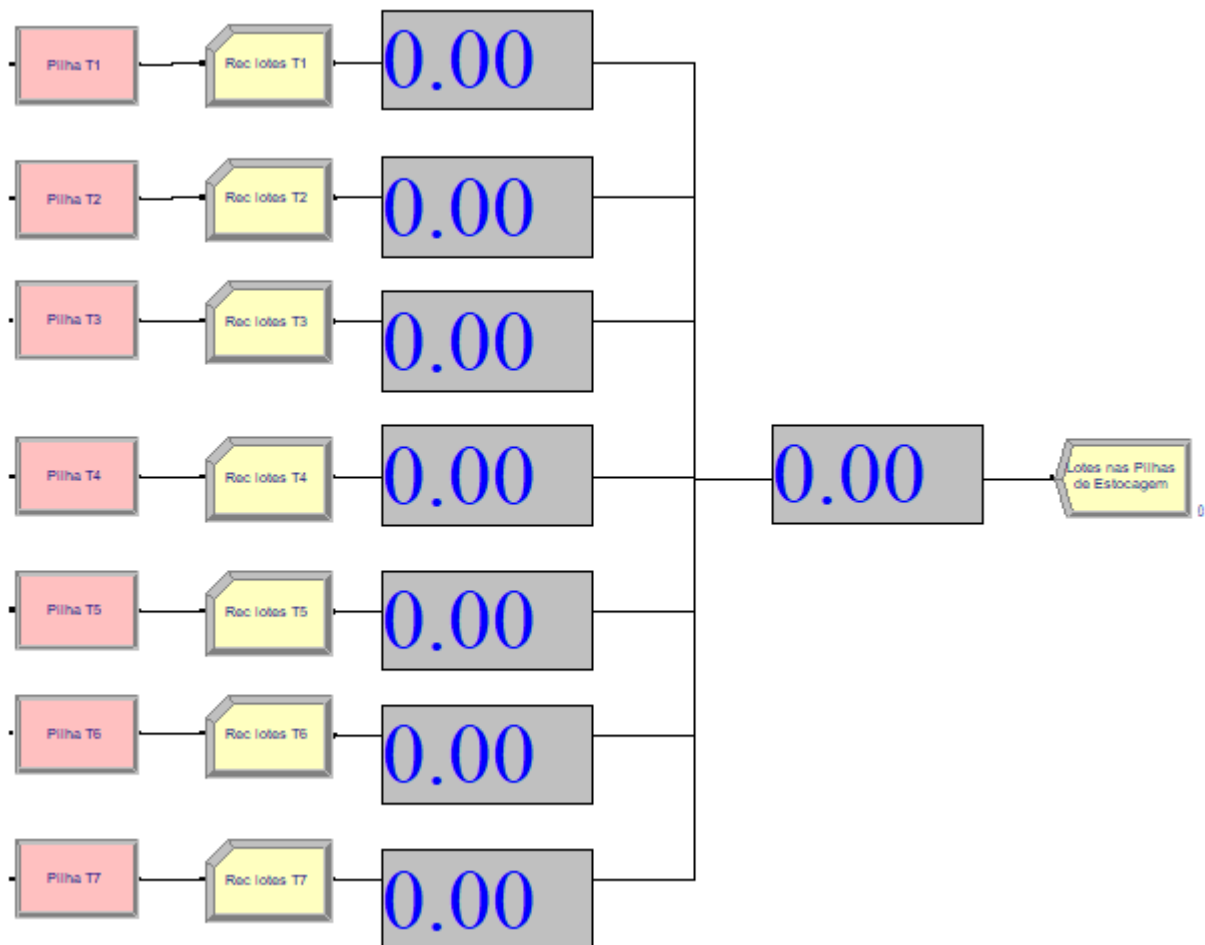 Pilha T1
Rec lotes T1
0.00
Pilha T2
Rec lotes T2
0.00
Pilha T3
Rec lotes T3
0.00
Pilha T4
Rec lotes T4
0.00
0.00
Lotes nas Pilhas
de Estocagem
0
Pilha T5
Rec lotes T5
0.00
Pilha T6
Rec lotes T6
0.00
Pilha T7
Rec lotes T7
0.00